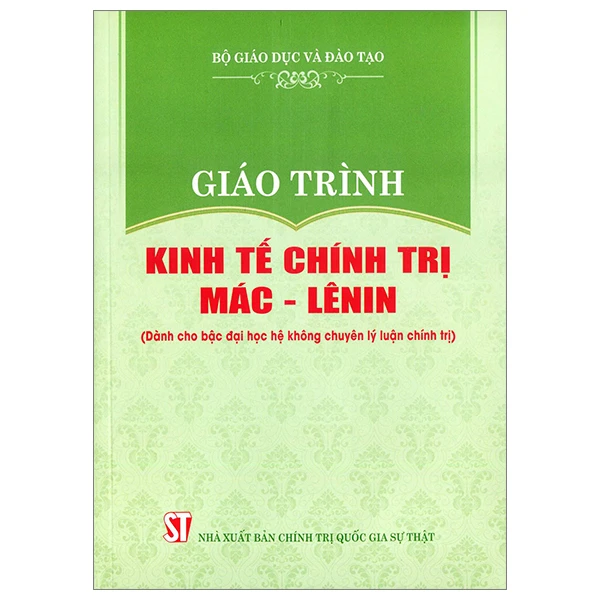 BỘ GIÁO DỤC VÀ ĐÀO TẠO
GIÁO TRÌNH
KINH TẾ CHÍNH TRỊ
MÁC - LÊNIN
(Dành cho bậc đại học hệ không chuyên lý luận chính trị)
ST
NHÀ XUẤT BẢN CHÍNH TRỊ QUỐC GIA SỰ THẬT